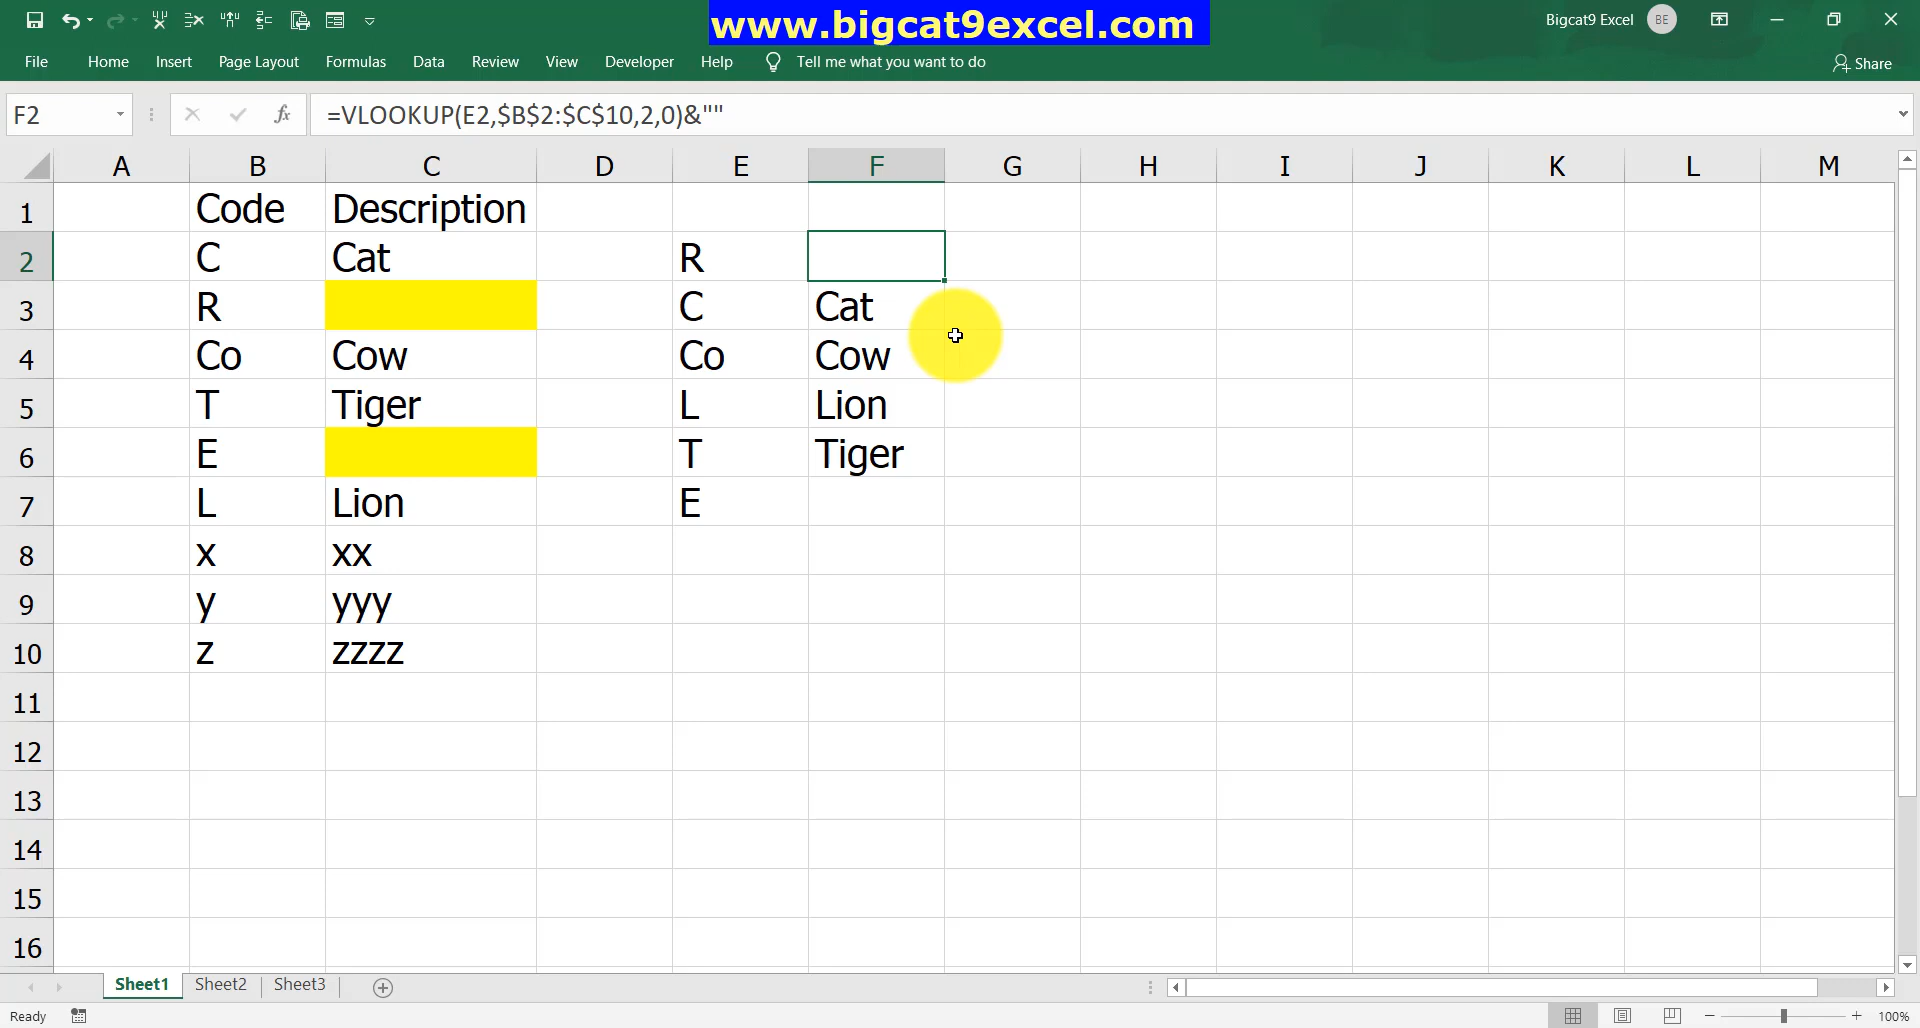 www.bigcat9excel.com
Bigcat9 Excel
BE
File Home Insert Page Layout Formulas Data Review View Developer Help Tell me what you want to do Share
F2 fx =VLOOKUP(E2,$B$2:$C$10,2,0)&""
A B C D E F G H I J K L M
1 Code Description
2 C Cat R
3 R C Cat
4 Co Cow Co Cow
5 T Tiger L Lion
6 E T Tiger
7 L Lion E
8 x xx
9 y yyy
10 z zzzz
11
12
13
14
15
16
Sheet1 Sheet2 Sheet3
Ready 100%